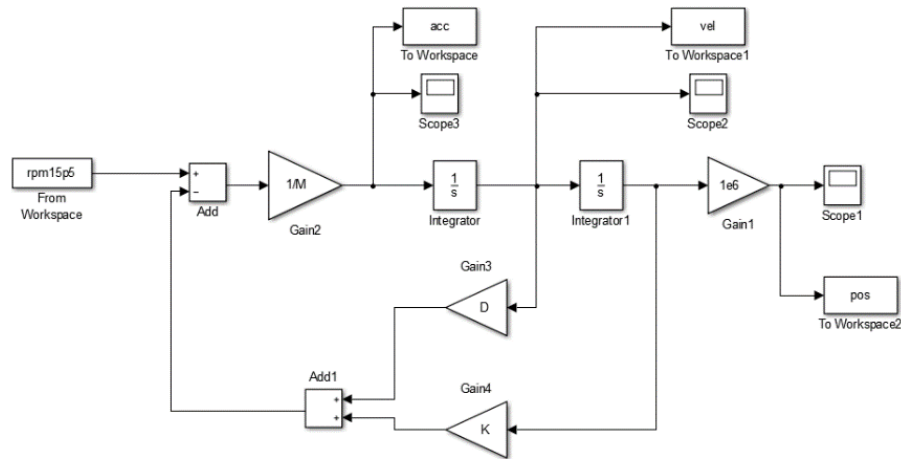 acc
To Workspace
vel
To Workspace1
Scope3
Scope2
rpm15p5
From
Workspace
+
−
Add
1/M
Gain2
1
s
Integrator
1
s
Integrator1
1e6
Gain1
Scope1
pos
To Workspace2
Gain3
D
Add1
+
+
Gain4
K